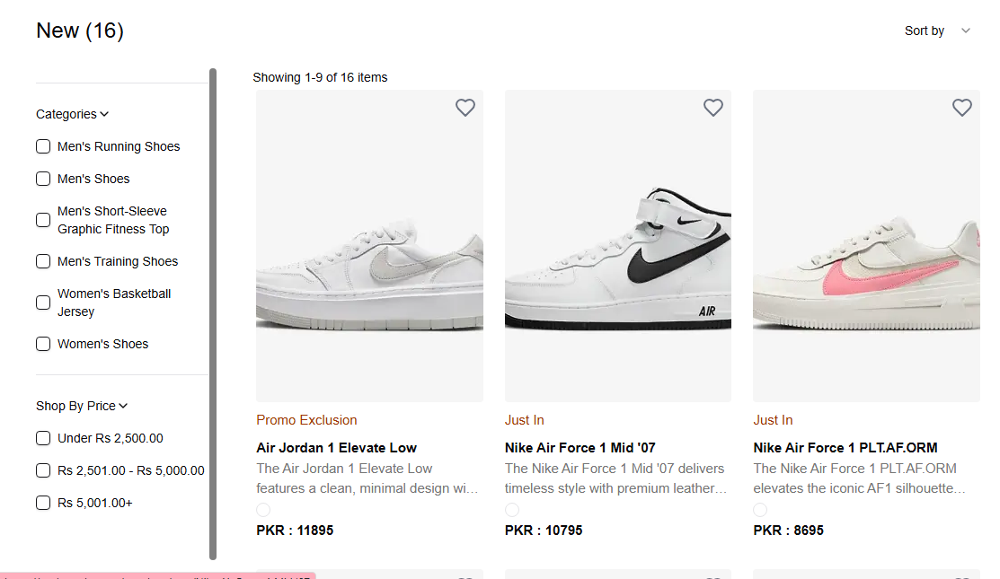 New (16)
Sort by
Categories
Men's Running Shoes
Men's Shoes
Men's Short-Sleeve
Graphic Fitness Top
Men's Training Shoes
Women's Basketball
Jersey
Women's Shoes
Shop By Price
Under Rs 2,500.00
Rs 2,501.00 - Rs 5,000.00
Rs 5,001.00+
Showing 1-9 of 16 items
Promo Exclusion
Air Jordan 1 Elevate Low
The Air Jordan 1 Elevate Low
features a clean, minimal design wi...
PKR : 11895
AIR
Just In
Nike Air Force 1 Mid '07
The Nike Air Force 1 Mid '07 delivers
timeless style with premium leather...
PKR : 10795
Just In
Nike Air Force 1 PLT.AF.ORM
The Nike Air Force 1 PLT.AF.ORM
elevates the iconic AF1 silhouette...
PKR : 8695